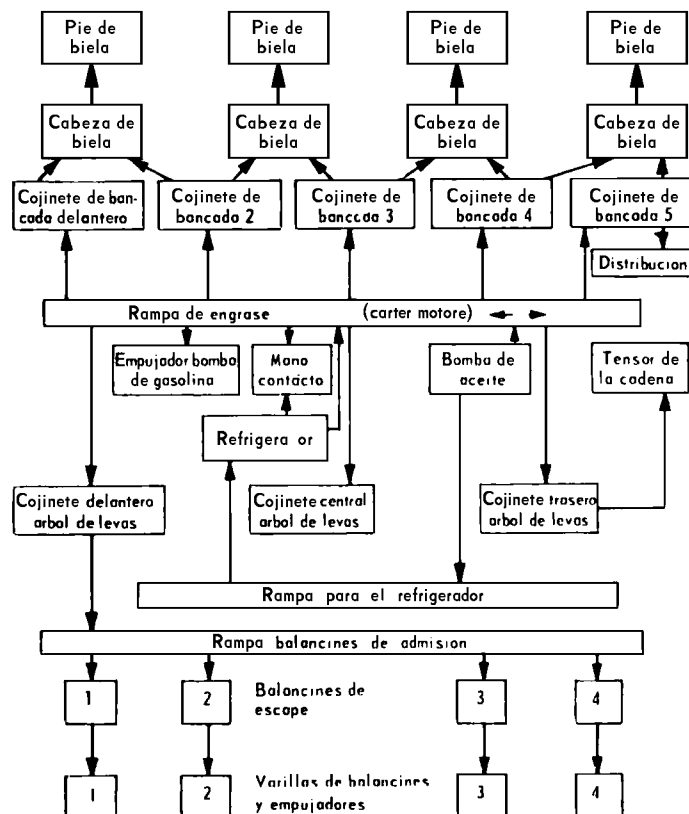 Pie de
biela
Pie de
biela
Pie de
biela
Pie de
biela
Cabeza de
biela
Cabeza de
biela
Cabeza de
biela
Cabeza de
biela
Cojinete de ban-
cada delantero
Cojinete de
bancada 2
Cojinete de
bancada 3
Cojinete de
bancada 4
Cojinete de
bancada 5
Distribucion
Rampa de engrase (carter motore)
Empujador bomba
de gasolina
Mano
contacto
Bomba de
aceite
Tensor de
la cadena
Refrigera or
Cojinete delantero
arbol de levas
Cojinete central
arbol de levas
Cojinete trasero
arbol de levas
Rampa para el refrigerador
Rampa balancines de admision
1 2 Balancines de 3 4
escape
1 2 Varillas de balancines 3 4
y empujadores